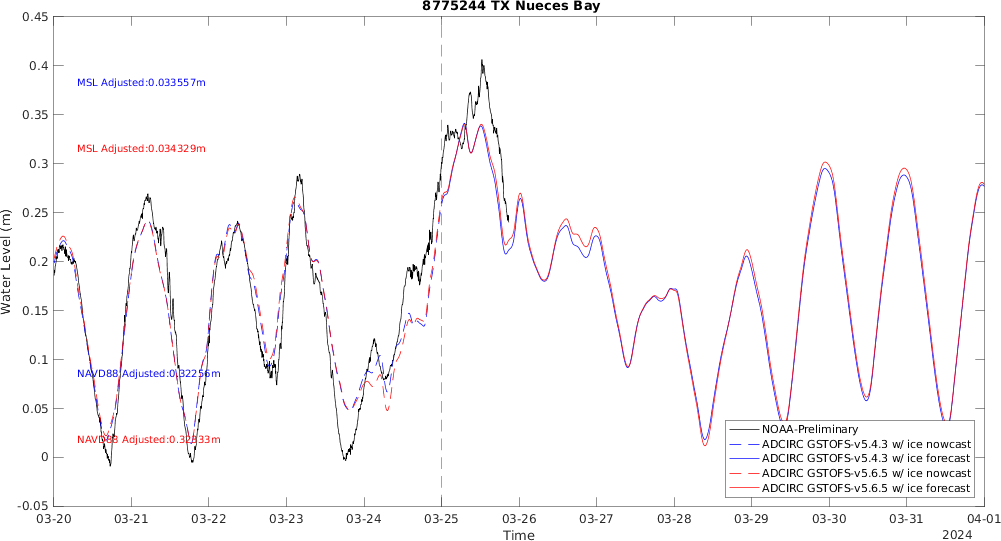 8775244 TX Nueces Bay
0.45
0.4
0.35
0.3
0.25
0.2
0.15
0.1
0.05
0
-0.05
Water Level (m)
MSL Adjusted:0.033557m
MSL Adjusted:0.034329m
NAVD88 Adjusted:0.32256m
NAVD88 Adjusted:0.32333m
NOAA-Preliminary
ADCIRC GSTOFS-v5.4.3 w/ ice nowcast
ADCIRC GSTOFS-v5.4.3 w/ ice forecast
ADCIRC GSTOFS-v5.6.5 w/ ice nowcast
ADCIRC GSTOFS-v5.6.5 w/ ice forecast
03-20 03-21 03-22 03-23 03-24 03-25 03-26 03-27 03-28 03-29 03-30 03-31 04-01
Time
2024